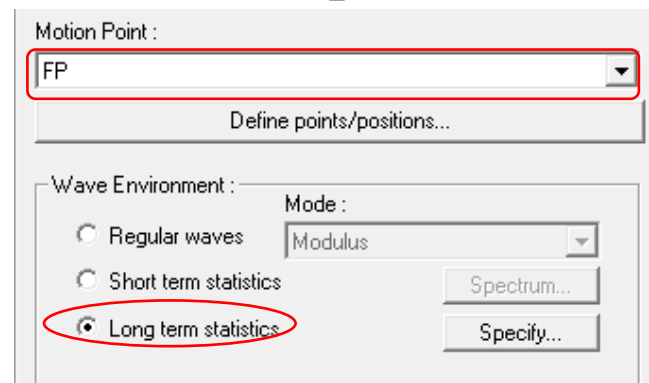 Motion Point :
FP
Define points/positions...
Wave Environment :
Mode :
Regular waves
Modulus
Short term statistics
Spectrum...
Long term statistics
Specify...